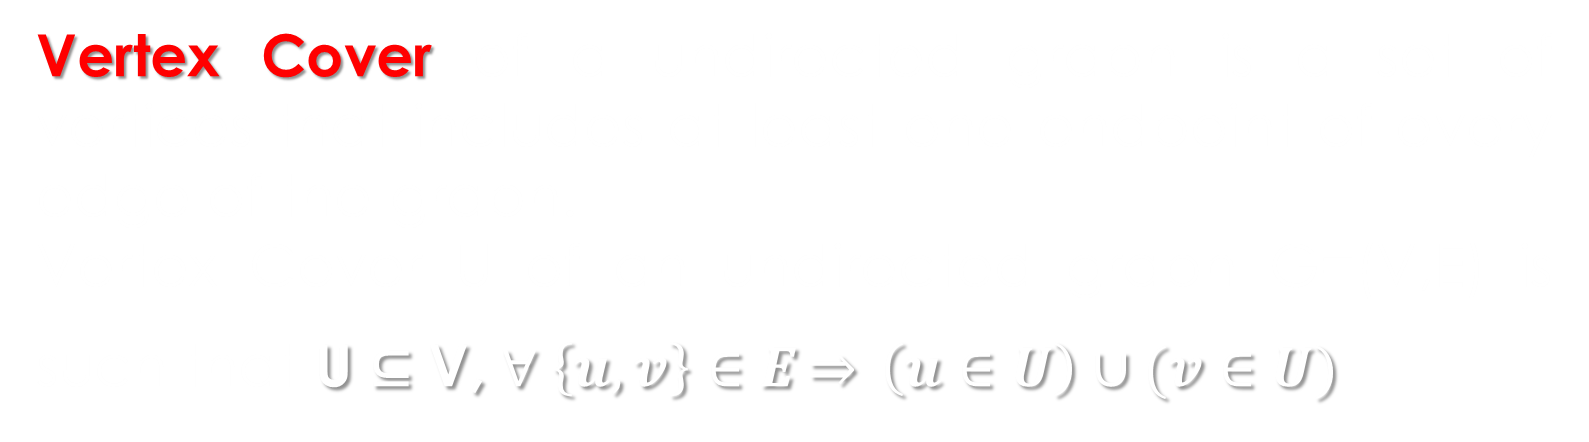 Vertex Cover
U ⊆ V, ∀ {u, v} ∈ E ⇒ (u ∈ U) ∪ (v ∈ U)